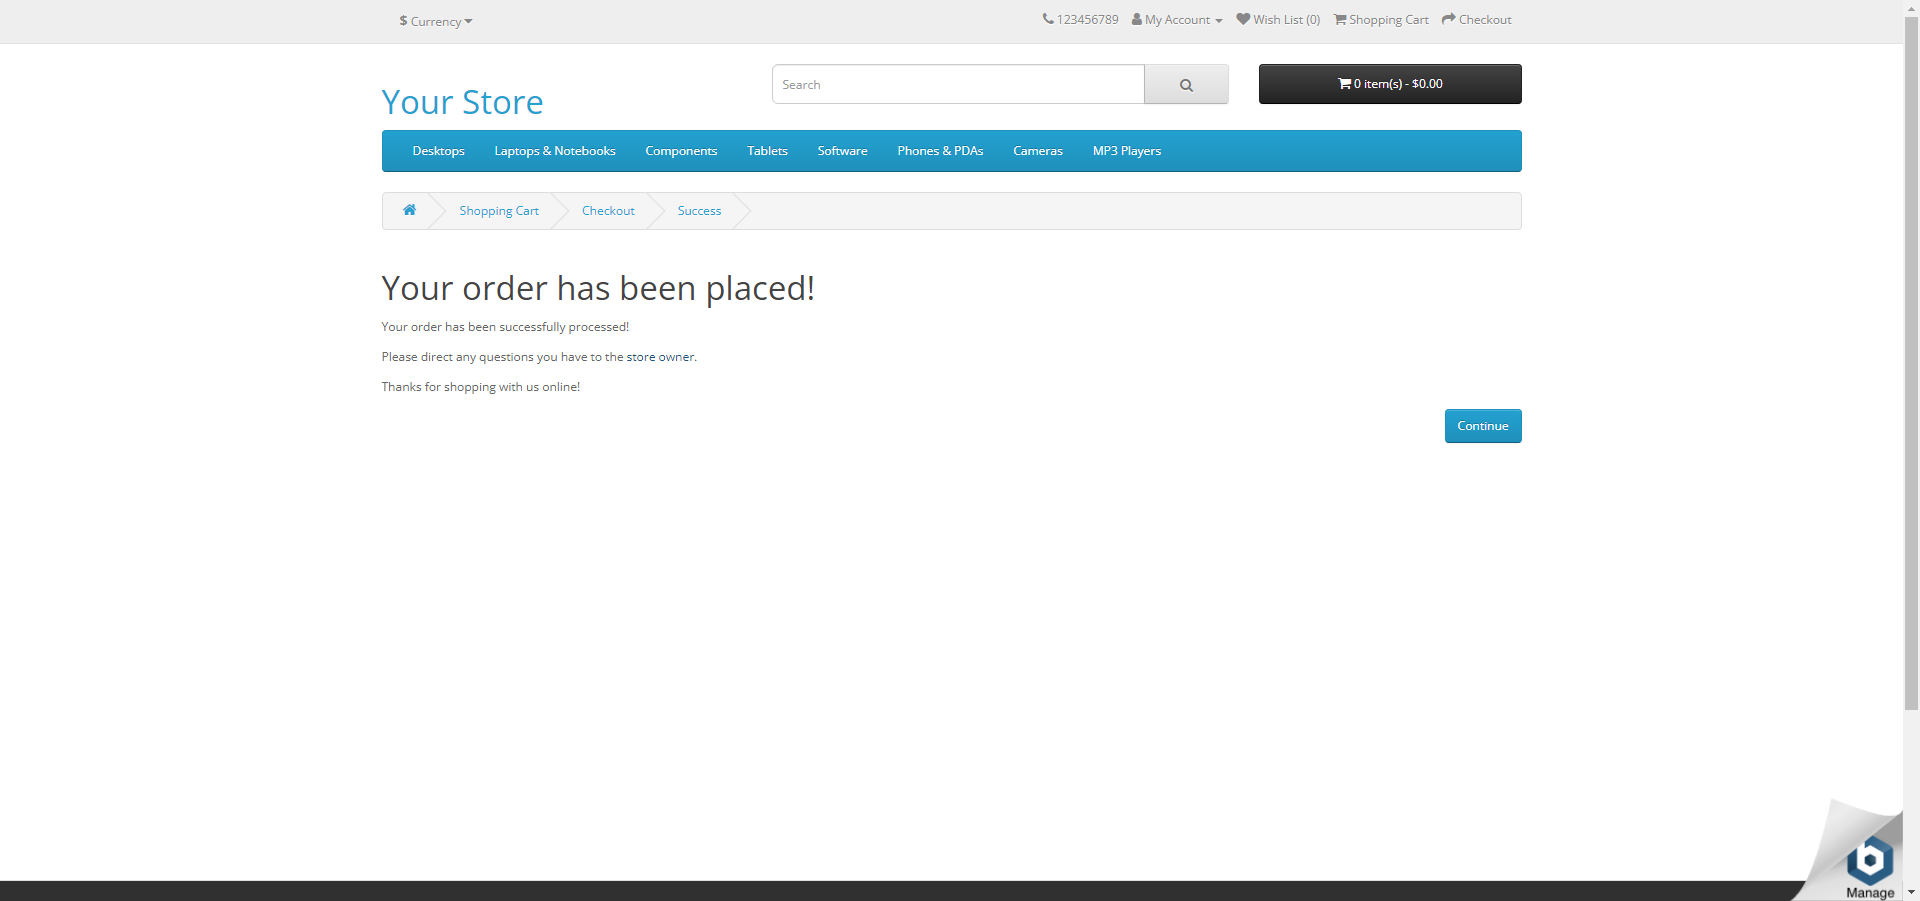 $ Currency
123456789 My Account Wish List (0) Shopping Cart Checkout
Your Store
Search
0 item(s) - $0.00
Desktops Laptops & Notebooks Components Tablets Software Phones & PDAs Cameras MP3 Players
Shopping Cart Checkout Success
Your order has been placed!
Your order has been successfully processed!
Please direct any questions you have to the store owner.
Thanks for shopping with us online!
Continue
b
Manage